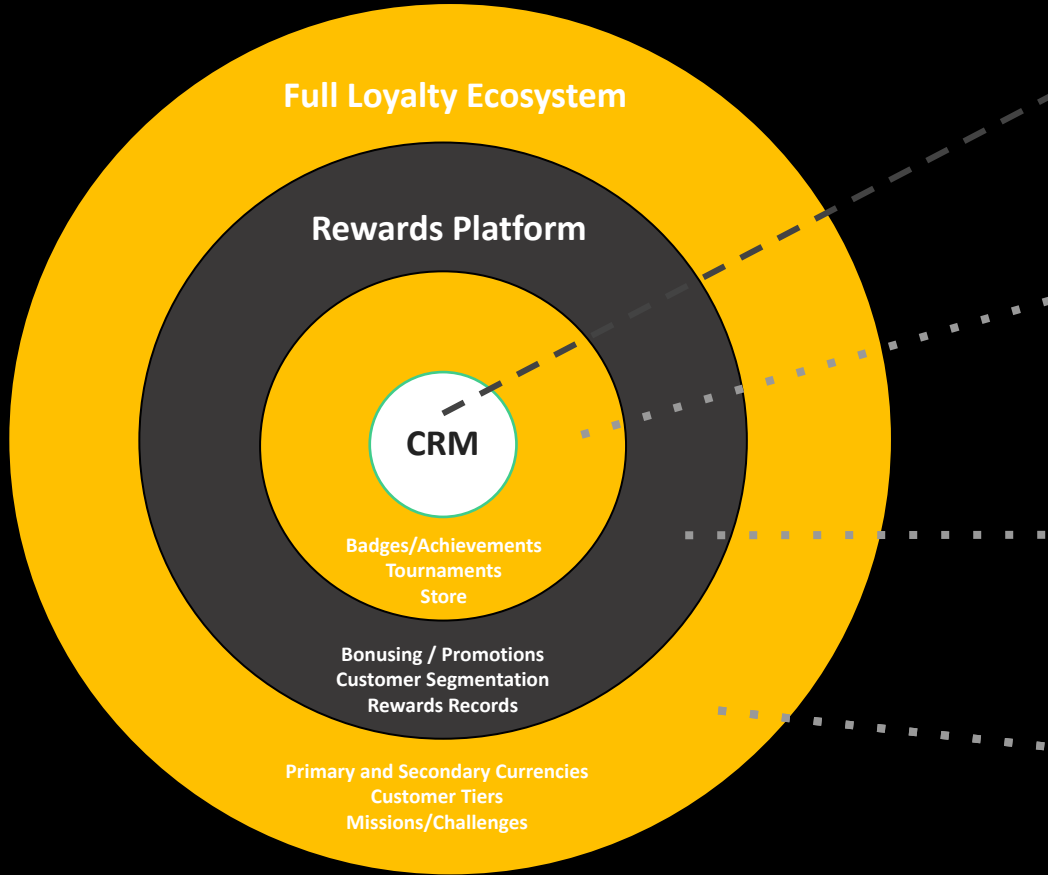 Full Loyalty Ecosystem
Rewards Platform
CRM
Badges/Achievements
Tournaments
Store
Bonusing / Promotions
Customer Segmentation
Rewards Records
Primary and Secondary Currencies
Customer Tiers
Missions/Challenges